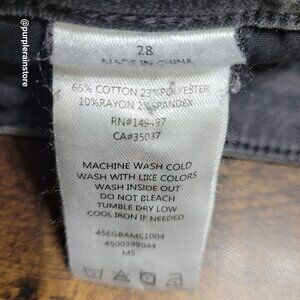 @purplerainstore
28
MADE IN CHINA
65% COTTON 23% POLYESTER
10%RAYON 2%SPANDEX
RN#149497
CA#35037
MACHINE WASH COLD
WASH WITH LIKE COLORS
WASH INSIDE OUT
DO NOT BLEACH
TUMBLE DRY LOW
COOL IRON IF NEEDED
45EGBAME1004
4500399044
MS